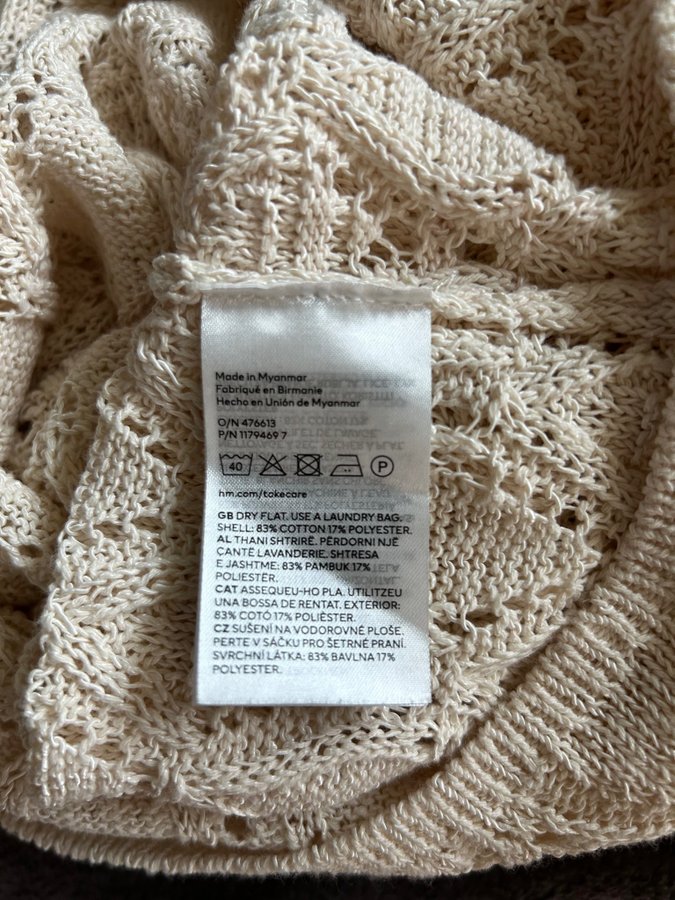 Made in Myanmar
Fabriqué en Birmanie
Hecho en Unión de Myanmar
O/N 476613
P/N 1179469 7
40 P
hm.com/takecare
GB DRY FLAT. USE A LAUNDRY BAG.
SHELL: 83% COTTON 17% POLYESTER.
AL THANI SHTRIRË. PËRDORNI NJË
ÇANTË LAVANDERIE. SHTRESA
E JASHTME: 83% PAMBUK 17%
POLIESTËR.
CAT ASSEQUEU-HO PLA. UTILITZEU
UNA BOSSA DE RENTAT. EXTERIOR:
83% COTÓ 17% POLIÈSTER.
CZ SUŠENÍ NA VODOROVNÉ PLOŠE.
PERTE V SÁČKU PRO ŠETRNÉ PRANÍ.
SVRCHNÍ LÁTKA: 83% BAVLNA 17%
POLYESTER.